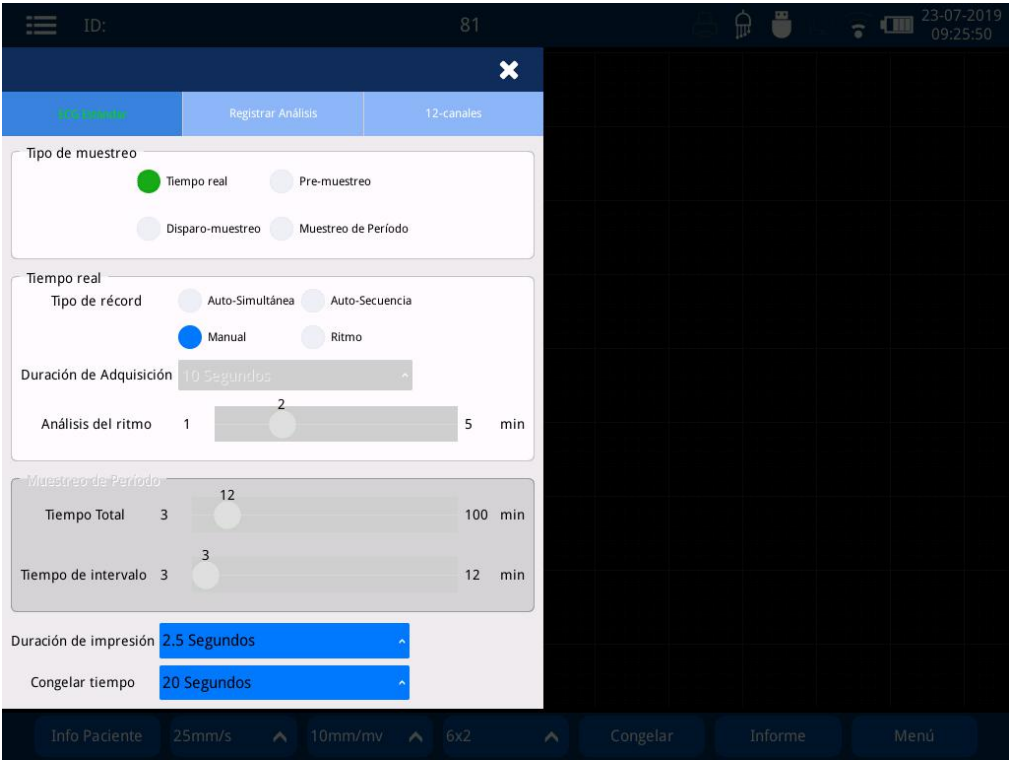 ID: 81 23-07-2019
09:25:50
ECG Estándar Registrar Análisis 12-canales
Tipo de muestreo
Tiempo real Pre-muestreo
Disparo-muestreo Muestreo de Período
Tiempo real
Tipo de récord Auto-Simultánea Auto-Secuencia
Manual Ritmo
Duración de Adquisición 10 Segundos
2
Análisis del ritmo 1 5 min
Muestreo de Período
12
Tiempo Total 3 100 min
3
Tiempo de intervalo 3 12 min
Duración de impresión 2.5 Segundos
Congelar tiempo 20 Segundos
Info Paciente 25mm/s 10mm/mv 6x2 Congelar Informe Menú